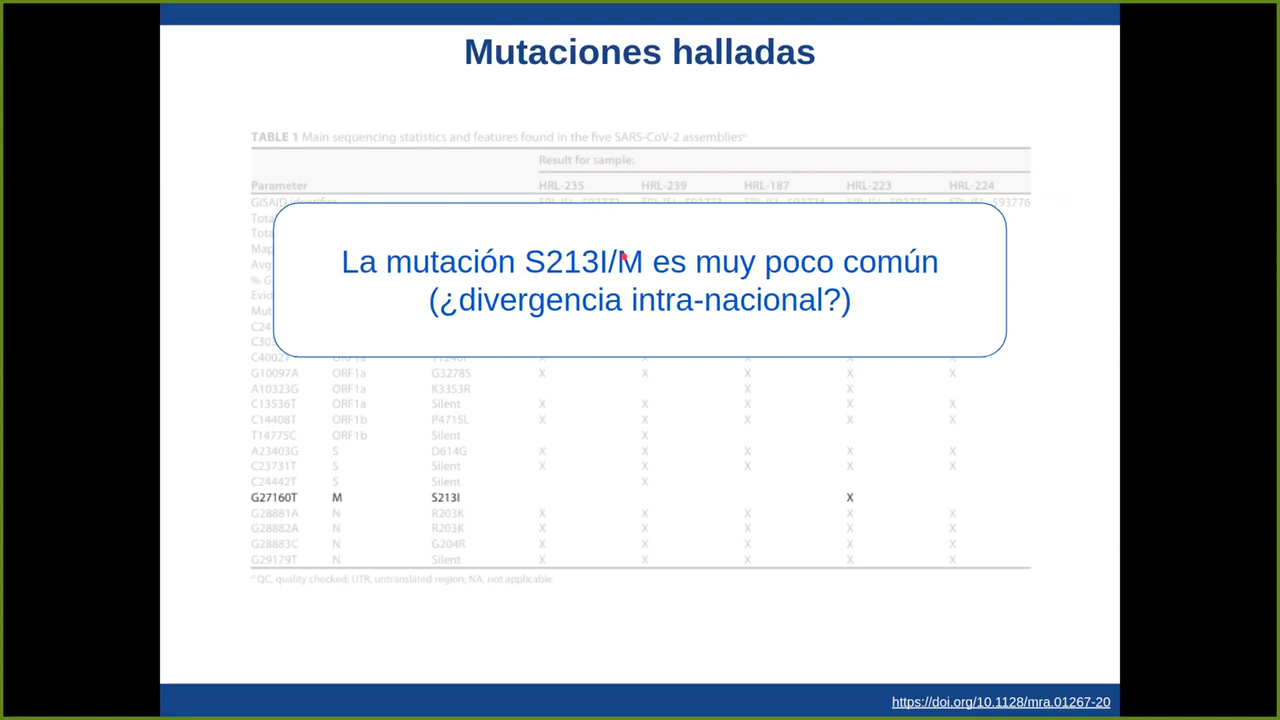 Mutaciones halladas
TABLE 1 Main sequencing statistics and features found in the five SARS-CoV-2 assembliesᵃ
Result for sample:
Parameter HRL-235 HRL-239 HRL-187 HRL-223 HRL-224
GISAID
La mutación S213I/M es muy poco común
(¿divergencia intra-nacional?)
G10097A ORF1a G3278S X X X X X
A10323G ORF1a K3353R X X
C13536T ORF1a Silent X X X X X
C14408T ORF1b P4715L X X X X X
T14775C ORF1b Silent X
A23403G S D614G X X X X X
C23731T S Silent X X X X X
C24442T S Silent X
G27160T M S213I X
G28881A N R203K X X X X X
G28882A N R203K X X X X X
G28883C N G204R X X X X X
G29179T N Silent X X X X X
ᵃ QC, quality checked; UTR, untranslated region; NA, not applicable.
https://doi.org/10.1128/mra.01267-20